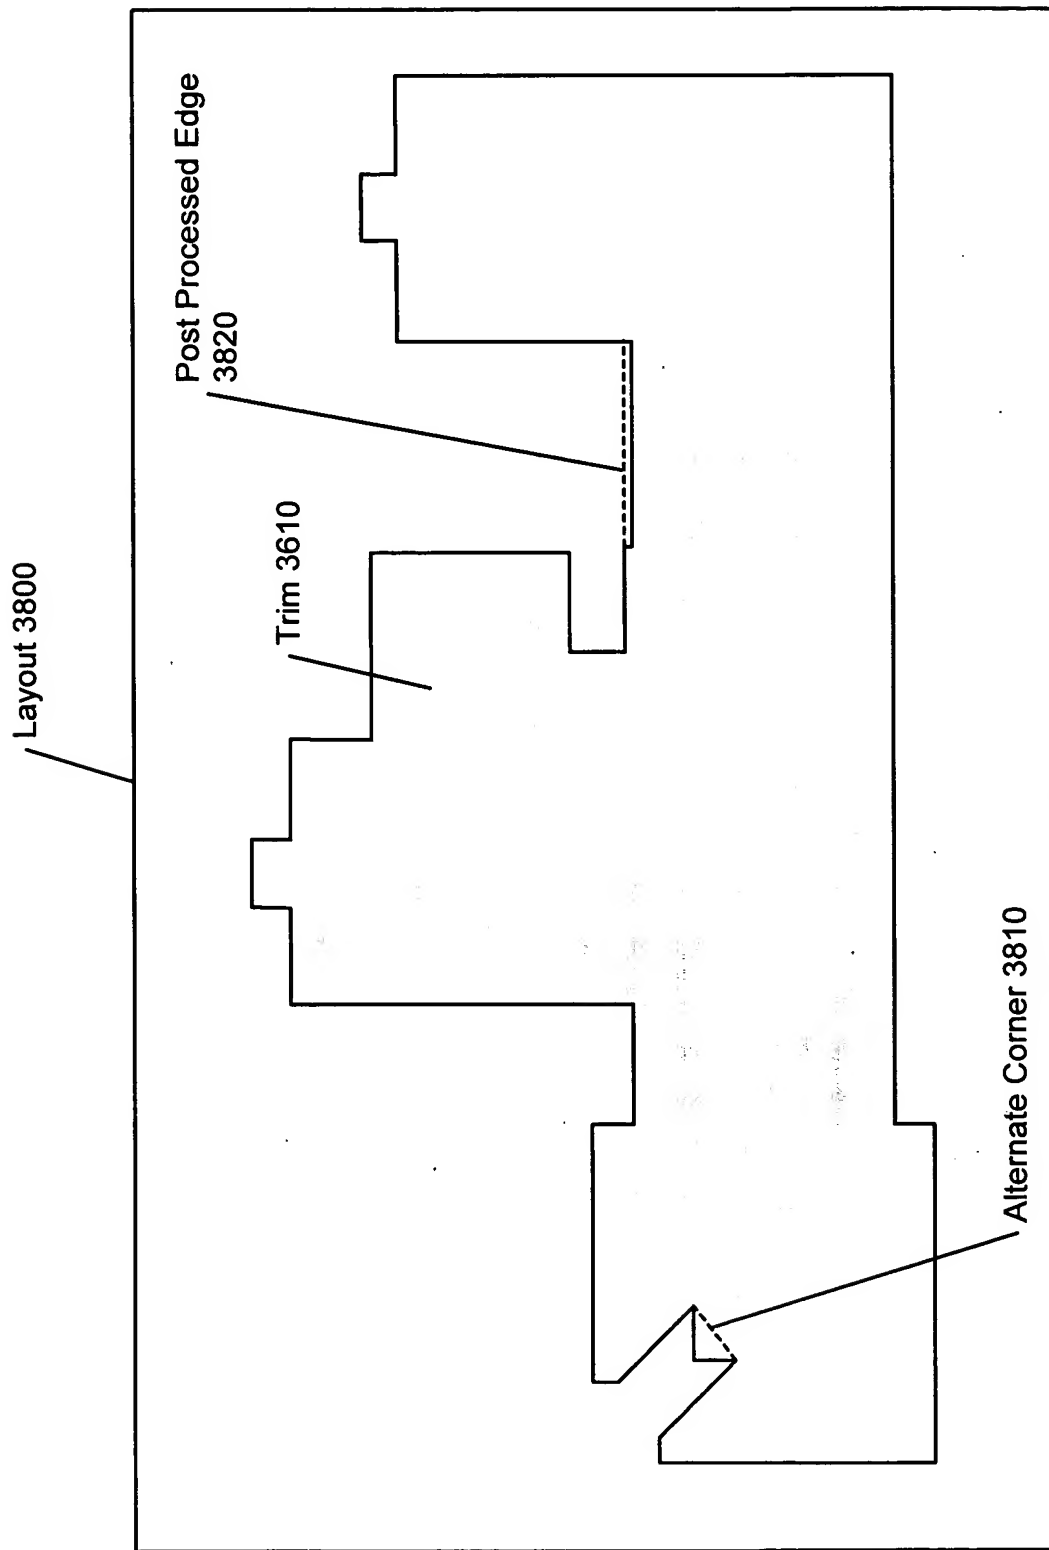 Layout 3800
Post Processed Edge
3820
Trim 3610
Alternate Corner 3810